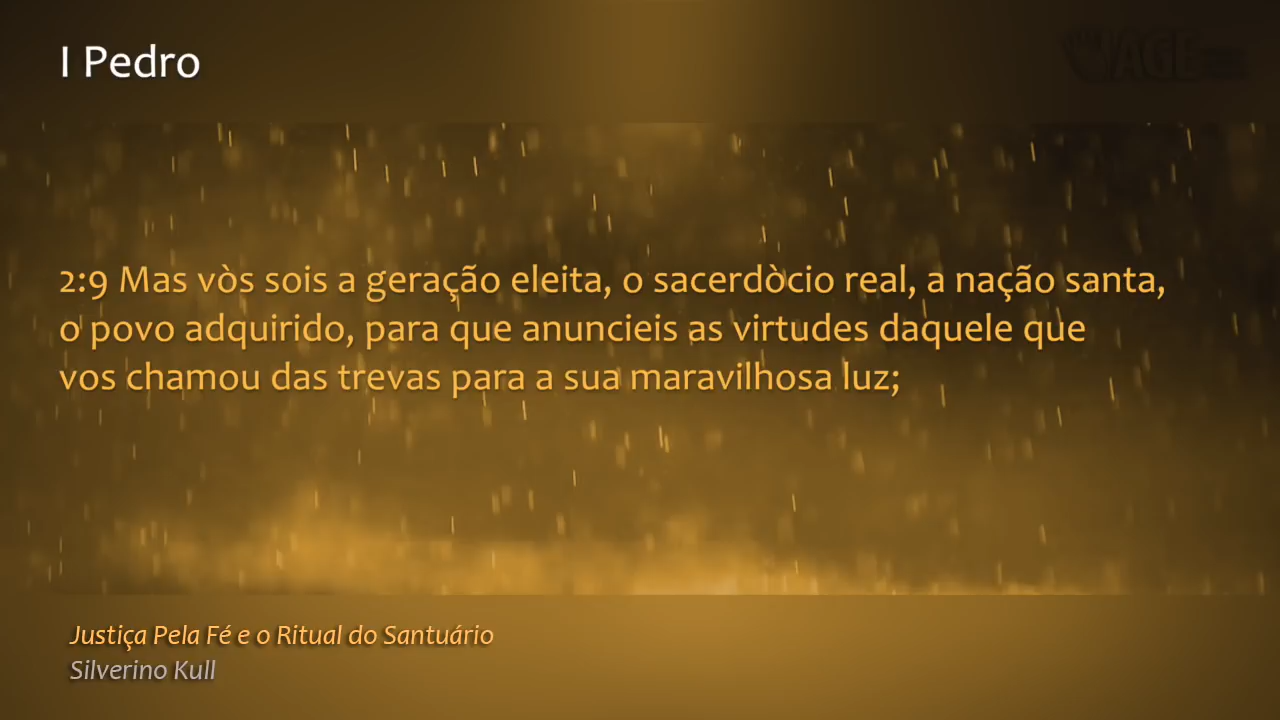 I Pedro
2:9 Mas vòs sois a geração eleita, o sacerdòcio real, a nação santa,
o povo adquirido, para que anuncieis as virtudes daquele que
vos chamou das trevas para a sua maravilhosa luz;
Justiça Pela Fé e o Ritual do Santuário
Silverino Kull